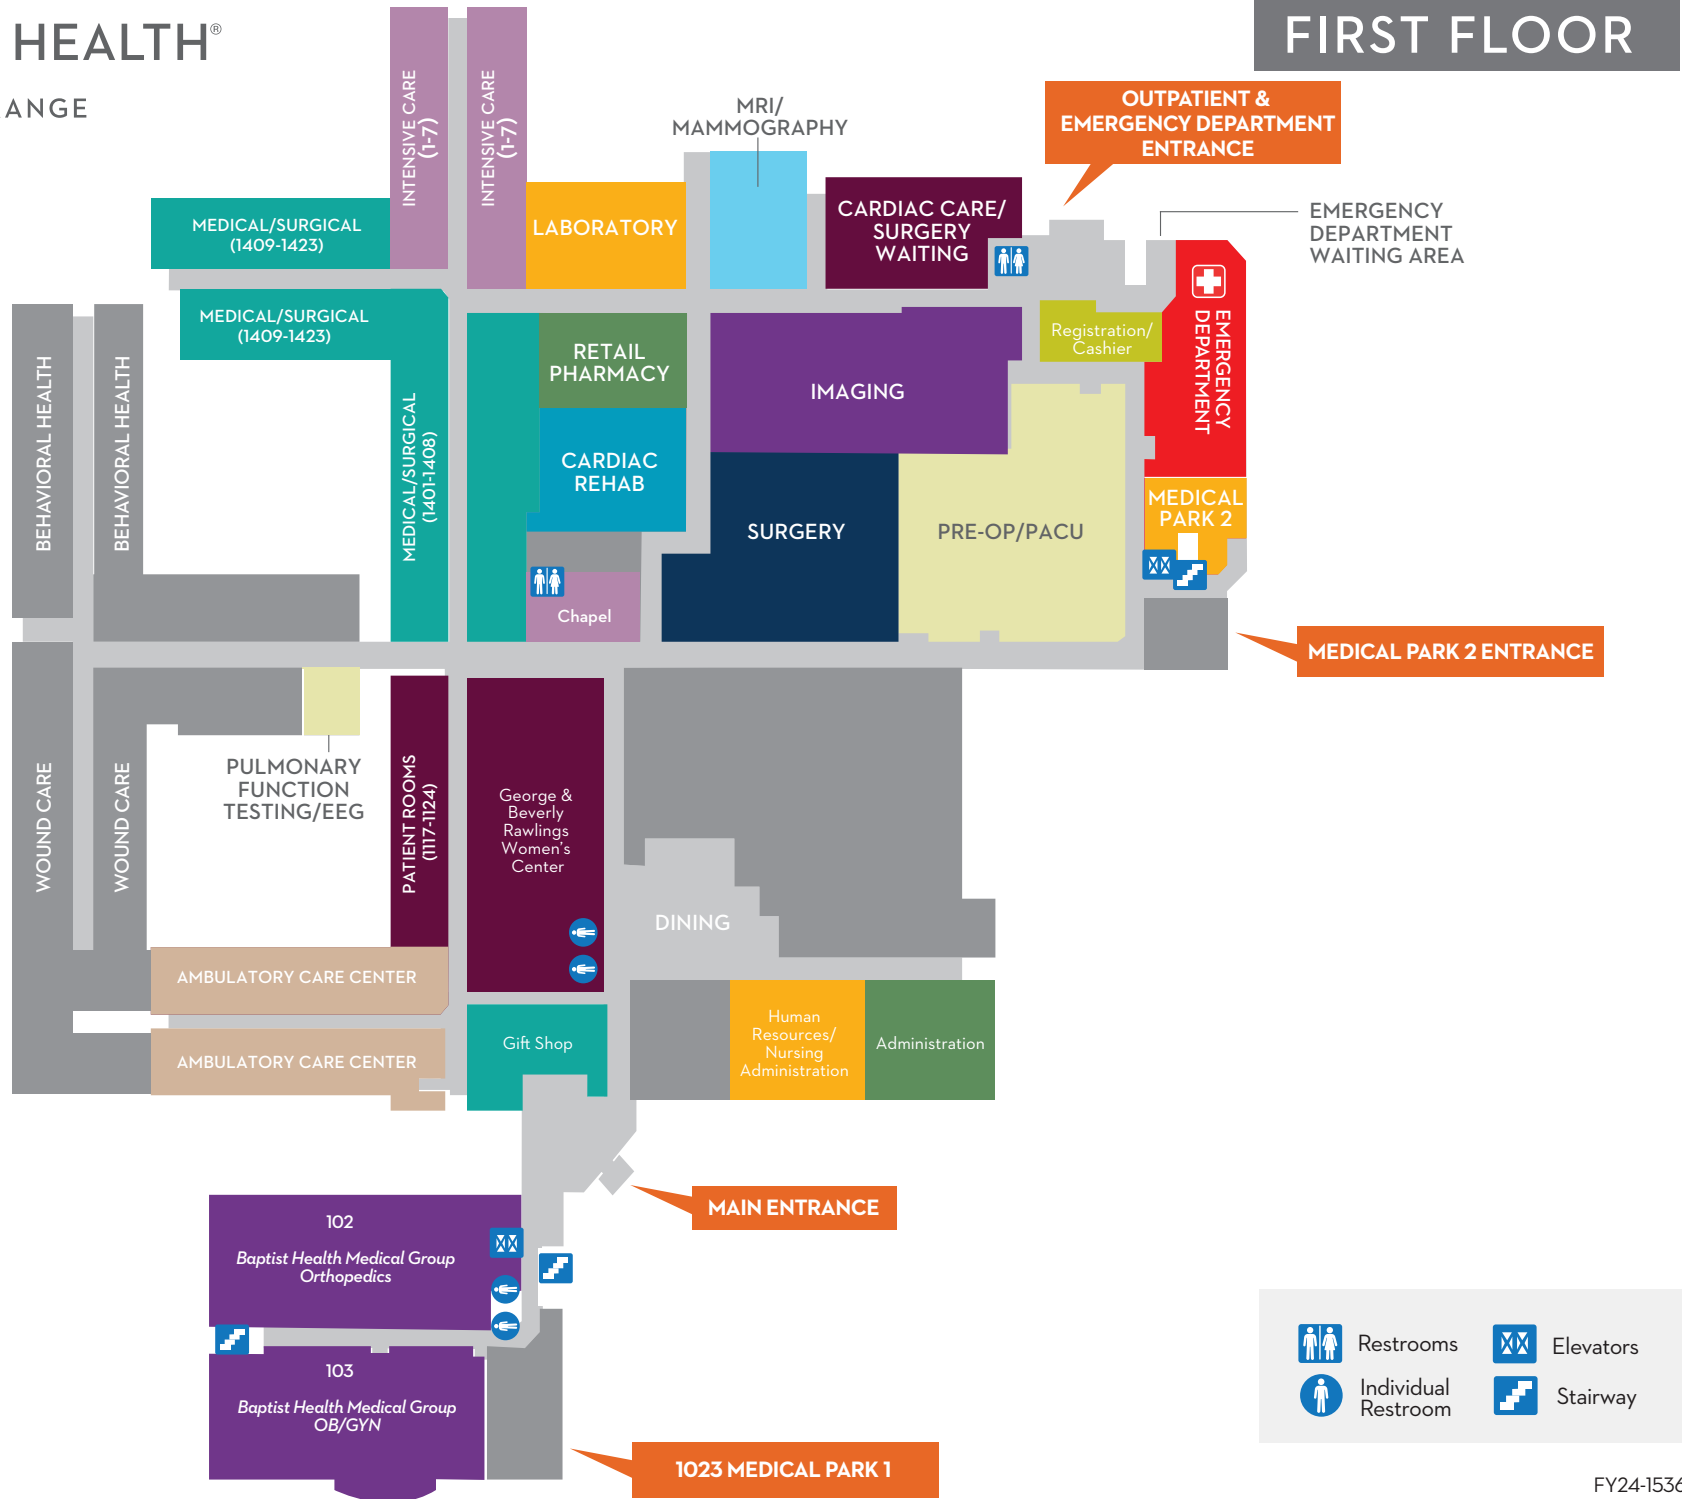 HEALTH®
ANGE
FIRST FLOOR
OUTPATIENT &
EMERGENCY DEPARTMENT
ENTRANCE
MRI/
MAMMOGRAPHY
INTENSIVE CARE
(1-7)
INTENSIVE CARE
(1-7)
LABORATORY
CARDIAC CARE/
SURGERY
WAITING
EMERGENCY
DEPARTMENT
WAITING AREA
MEDICAL/SURGICAL
(1409-1423)
MEDICAL/SURGICAL
(1409-1423)
EMERGENCY
DEPARTMENT
Registration/
Cashier
RETAIL
PHARMACY
IMAGING
BEHAVIORAL HEALTH
BEHAVIORAL HEALTH
MEDICAL/SURGICAL
(1401-1408)
CARDIAC
REHAB
SURGERY
PRE-OP/PACU
MEDICAL
PARK 2
Chapel
MEDICAL PARK 2 ENTRANCE
WOUND CARE
WOUND CARE
PULMONARY
FUNCTION
TESTING/EEG
PATIENT ROOMS
(1117-1124)
George &
Beverly
Rawlings
Women's
Center
DINING
AMBULATORY CARE CENTER
AMBULATORY CARE CENTER
Gift Shop
Human
Resources/
Nursing
Administration
Administration
MAIN ENTRANCE
102
Baptist Health Medical Group
Orthopedics
103
Baptist Health Medical Group
OB/GYN
1023 MEDICAL PARK 1
Restrooms
Elevators
Individual
Restroom
Stairway
FY24-1536